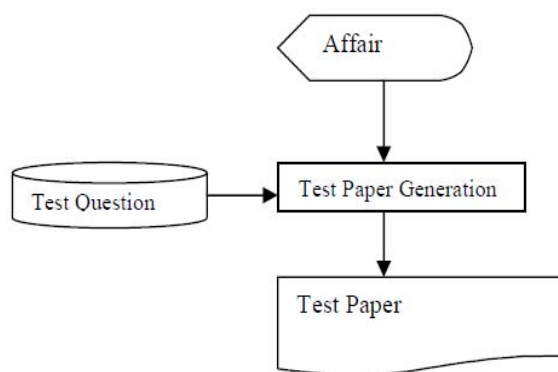 Affair
Test Question
Test Paper Generation
Test Paper